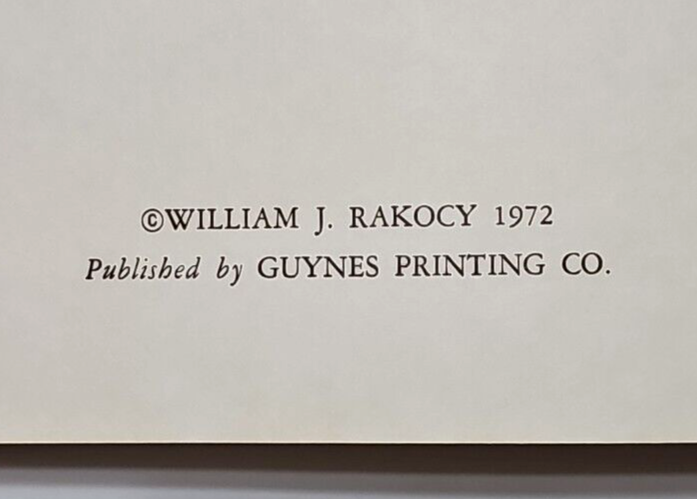 ©WILLIAM J. RAKOCY 1972
Published by GUYNES PRINTING CO.